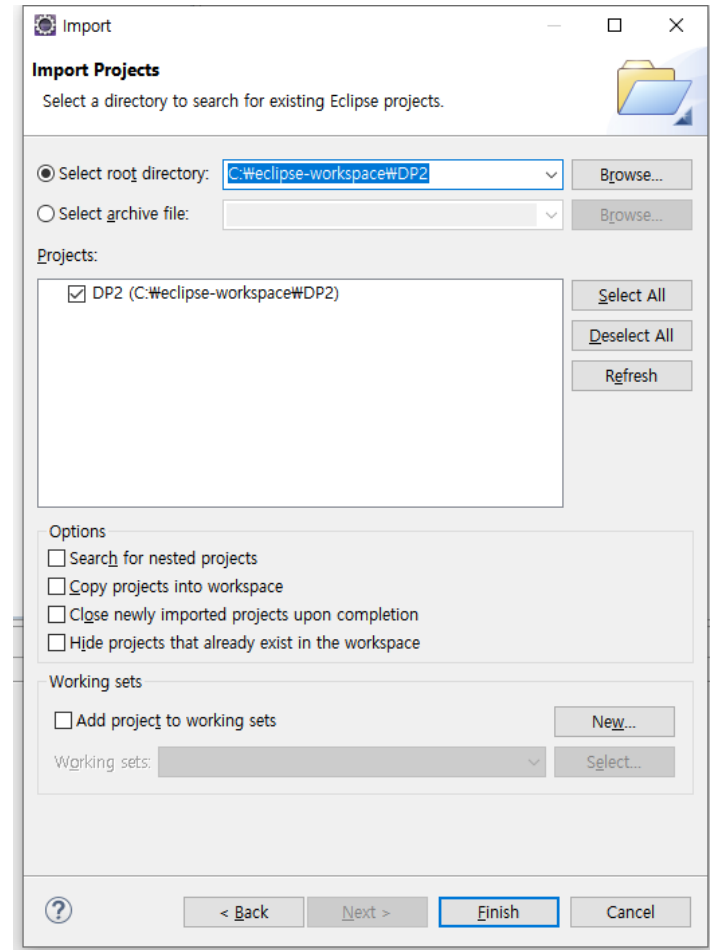 Import
Import Projects
Select a directory to search for existing Eclipse projects.
Select root directory: C:₩eclipse-workspace₩DP2 Browse...
Select archive file: Browse...
Projects:
DP2 (C:₩eclipse-workspace₩DP2)
Select All
Deselect All
Refresh
Options
Search for nested projects
Copy projects into workspace
Close newly imported projects upon completion
Hide projects that already exist in the workspace
Working sets
Add project to working sets New...
Working sets: Select...
? < Back Next > Finish Cancel